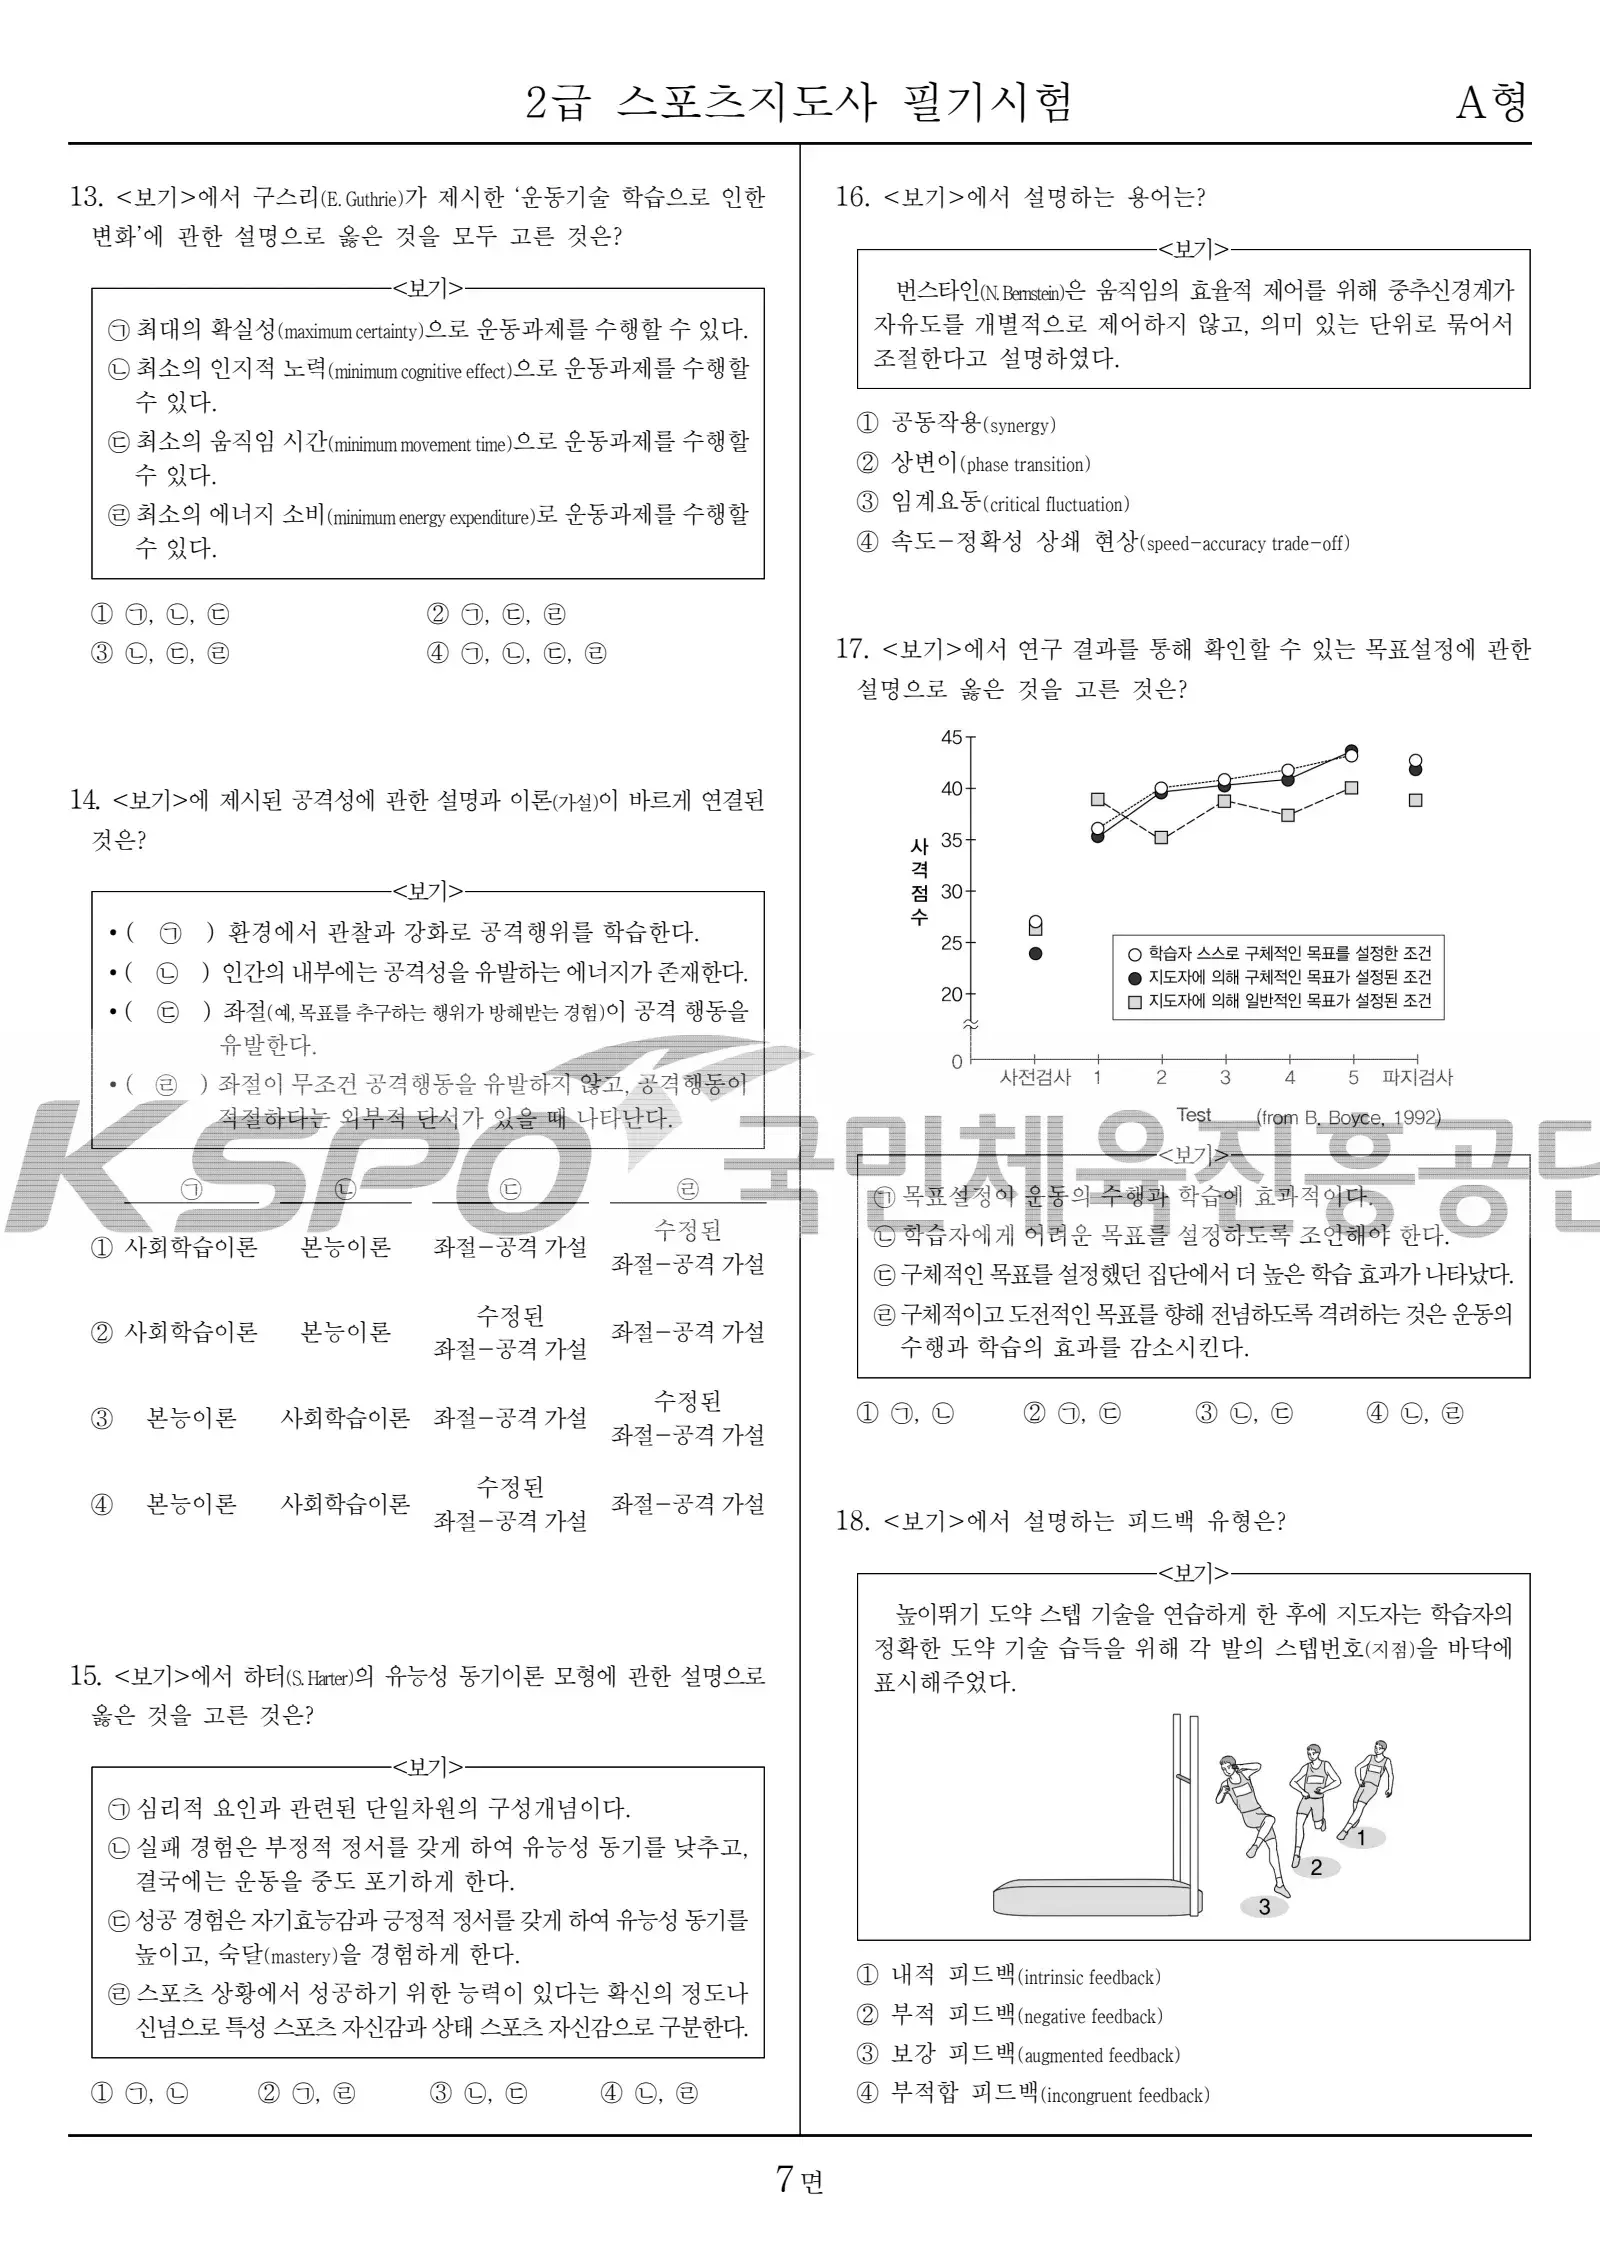 2급 스포츠지도사 필기시험
A형
13. <보기>에서 구스리(E. Guthrie)가 제시한 ‘운동기술 학습으로 인한
변화’에 관한 설명으로 옳은 것을 모두 고른 것은?
<보기>
㉠ 최대의 확실성(maximum certainty)으로 운동과제를 수행할 수 있다.
㉡ 최소의 인지적 노력(minimum cognitive effect)으로 운동과제를 수행할
수 있다.
㉢ 최소의 움직임 시간(minimum movement time)으로 운동과제를 수행할
수 있다.
㉣ 최소의 에너지 소비(minimum energy expenditure)로 운동과제를 수행할
수 있다.
① ㉠, ㉡, ㉢ ② ㉠, ㉢, ㉣
③ ㉡, ㉢, ㉣ ④ ㉠, ㉡, ㉢, ㉣
14. <보기>에 제시된 공격성에 관한 설명과 이론(가설)이 바르게 연결된
것은?
<보기>
• ( ㉠ ) 환경에서 관찰과 강화로 공격행위를 학습한다.
• ( ㉡ ) 인간의 내부에는 공격성을 유발하는 에너지가 존재한다.
• ( ㉢ ) 좌절(예, 목표를 추구하는 행위가 방해받는 경험)이 공격 행동을
유발한다.
• ( ㉣ ) 좌절이 무조건 공격행동을 유발하지 않고, 공격행동이
적절하다는 외부적 단서가 있을 때 나타난다.
㉠ ㉡ ㉢ ㉣
① 사회학습이론 본능이론 좌절-공격 가설 수정된
좌절-공격 가설
② 사회학습이론 본능이론 수정된
좌절-공격 가설 좌절-공격 가설
③ 본능이론 사회학습이론 좌절-공격 가설 수정된
좌절-공격 가설
④ 본능이론 사회학습이론 수정된
좌절-공격 가설 좌절-공격 가설
15. <보기>에서 하터(S. Harter)의 유능성 동기이론 모형에 관한 설명으로
옳은 것을 고른 것은?
<보기>
㉠ 심리적 요인과 관련된 단일차원의 구성개념이다.
㉡ 실패 경험은 부정적 정서를 갖게 하여 유능성 동기를 낮추고,
결국에는 운동을 중도 포기하게 한다.
㉢ 성공 경험은 자기효능감과 긍정적 정서를 갖게 하여 유능성 동기를
높이고, 숙달(mastery)을 경험하게 한다.
㉣ 스포츠 상황에서 성공하기 위한 능력이 있다는 확신의 정도나
신념으로 특성 스포츠 자신감과 상태 스포츠 자신감으로 구분한다.
① ㉠, ㉡ ② ㉠, ㉣ ③ ㉡, ㉢ ④ ㉡, ㉣
16. <보기>에서 설명하는 용어는?
<보기>
번스타인(N. Bernstein)은 움직임의 효율적 제어를 위해 중추신경계가
자유도를 개별적으로 제어하지 않고, 의미 있는 단위로 묶어서
조절한다고 설명하였다.
① 공동작용(synergy)
② 상변이(phase transition)
③ 임계요동(critical fluctuation)
④ 속도-정확성 상쇄 현상(speed-accuracy trade-off)
17. <보기>에서 연구 결과를 통해 확인할 수 있는 목표설정에 관한
설명으로 옳은 것을 고른 것은?
45
40
35
30
25
20
0
사격점수
학습자 스스로 구체적인 목표를 설정한 조건
지도자에 의해 구체적인 목표가 설정된 조건
지도자에 의해 일반적인 목표가 설정된 조건
사전검사 1 2 3 4 5 파지검사
Test (from B. Boyce, 1992)
<보기>
㉠ 목표설정이 운동의 수행과 학습에 효과적이다.
㉡ 학습자에게 어려운 목표를 설정하도록 조언해야 한다.
㉢ 구체적인 목표를 설정했던 집단에서 더 높은 학습 효과가 나타났다.
㉣ 구체적이고 도전적인 목표를 향해 전념하도록 격려하는 것은 운동의
수행과 학습의 효과를 감소시킨다.
① ㉠, ㉡ ② ㉠, ㉢ ③ ㉡, ㉢ ④ ㉡, ㉣
18. <보기>에서 설명하는 피드백 유형은?
<보기>
높이뛰기 도약 스텝 기술을 연습하게 한 후에 지도자는 학습자의
정확한 도약 기술 습득을 위해 각 발의 스텝번호(지점)을 바닥에
표시해주었다.
1
2
3
① 내적 피드백(intrinsic feedback)
② 부적 피드백(negative feedback)
③ 보강 피드백(augmented feedback)
④ 부적합 피드백(incongruent feedback)
KSPO 국민체육진흥공단
7 면